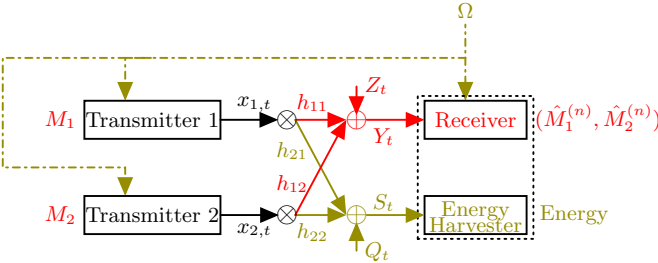 Ω
M₁ Transmitter 1 x₁,ₜ h₁₁ Zₜ Yₜ Receiver (M̂₁⁽ⁿ⁾, M̂₂⁽ⁿ⁾)
h₂₁
h₁₂
M₂ Transmitter 2 x₂,ₜ h₂₂ Sₜ Qₜ Energy
Harvester Energy